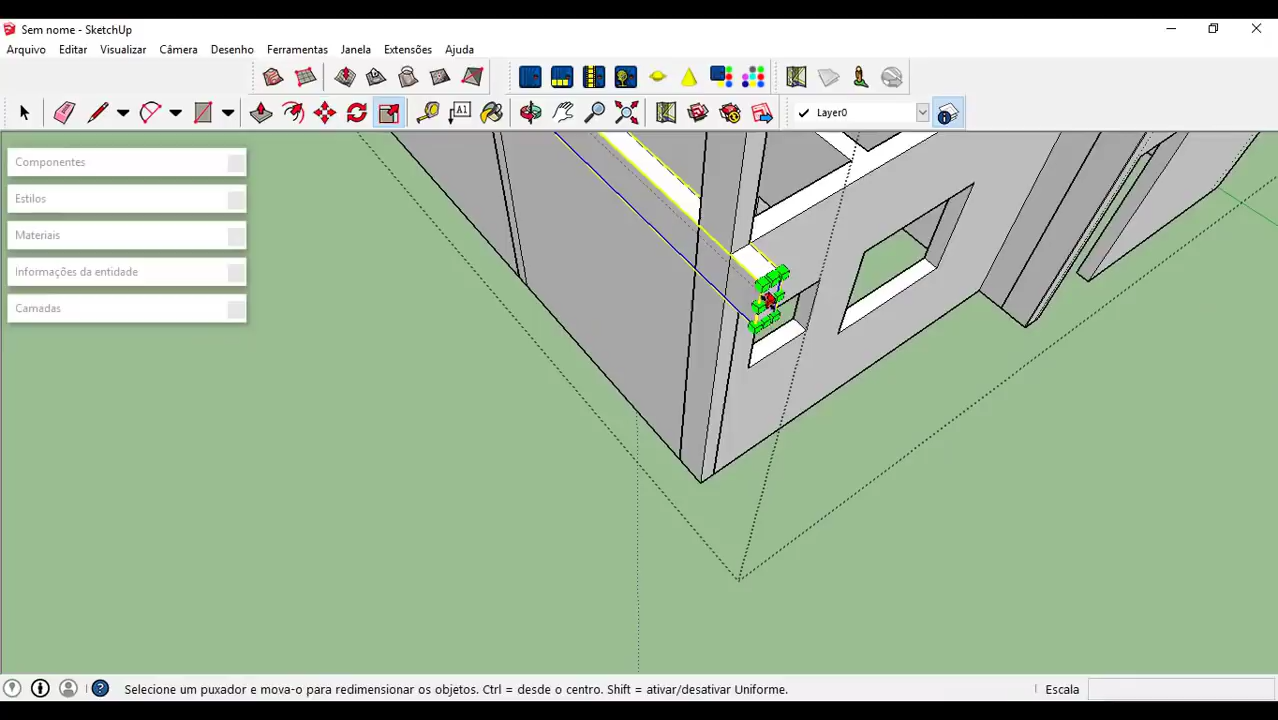 Sem nome - SketchUp
Arquivo Editar Visualizar Câmera Desenho Ferramentas Janela Extensões Ajuda
A1
Layer0
Componentes
Estilos
Materiais
Informações da entidade
Camadas
Selecione um puxador e mova-o para redimensionar os objetos. Ctrl = desde o centro. Shift = ativar/desativar Uniforme.
Escala